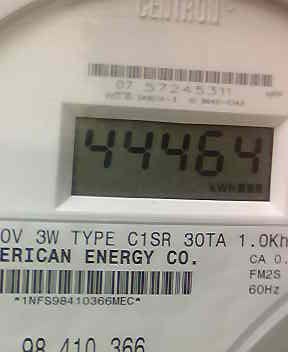 CENTRON
07 57245311
44464
kWh
0V 3W TYPE C1SR 30TA 1.0Kh
ERICAN ENERGY CO.
CA 0.
FM2S
60Hz
*1NFS98410366MEC*
98 410 366